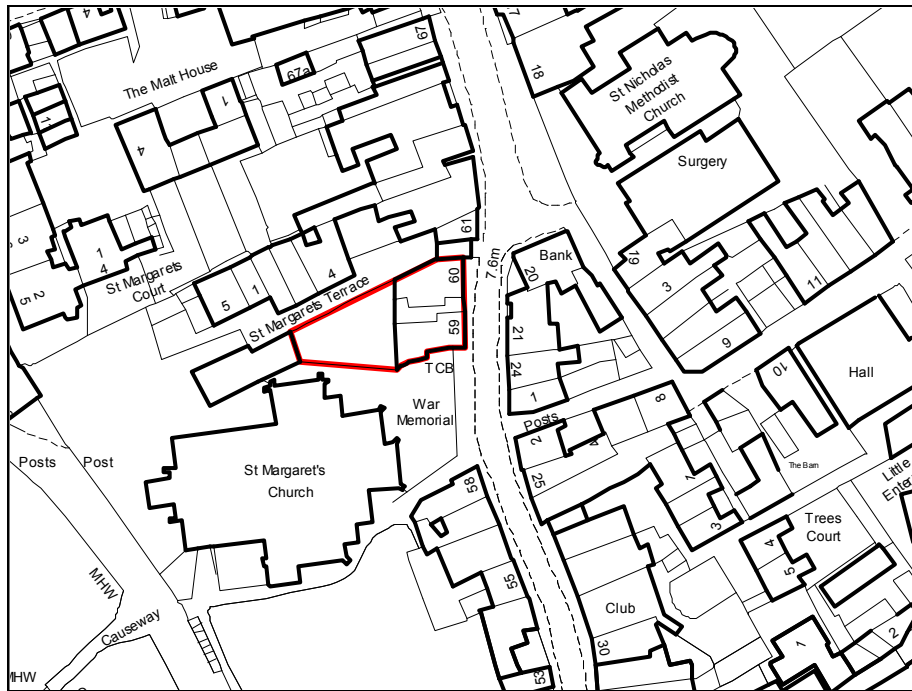 4
67
67a
The Malt House
1
18
St Nicholas
Methodist
Church
1
4
Surgery
3
2
5
1
4
St Margarets
Court
61
7.6m
Bank
20
19
3
11
4
1
5
St Margarets Terrace
60
59
21
24
1
9
10
Hall
TCB
War
Memorial
Posts
2
4
8
Posts
Post
St Margaret's
Church
58
25
7
3
The Barn
Little
Trees
Court
4
5
MHW
Causeway
55
Club
30
1
2
53
MHW